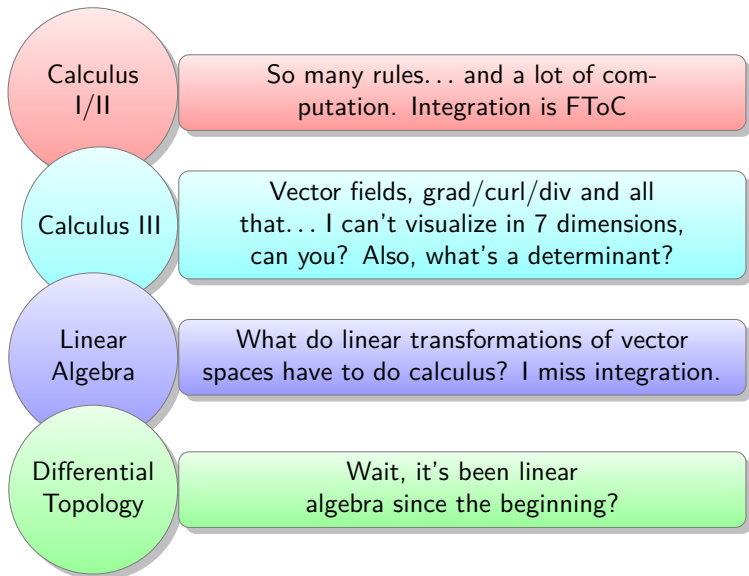 Calculus
I/II
So many rules... and a lot of com-
putation. Integration is FToC
Calculus III
Vector fields, grad/curl/div and all
that... I can't visualize in 7 dimensions,
can you? Also, what's a determinant?
Linear
Algebra
What do linear transformations of vector
spaces have to do calculus? I miss integration.
Differential
Topology
Wait, it's been linear
algebra since the beginning?